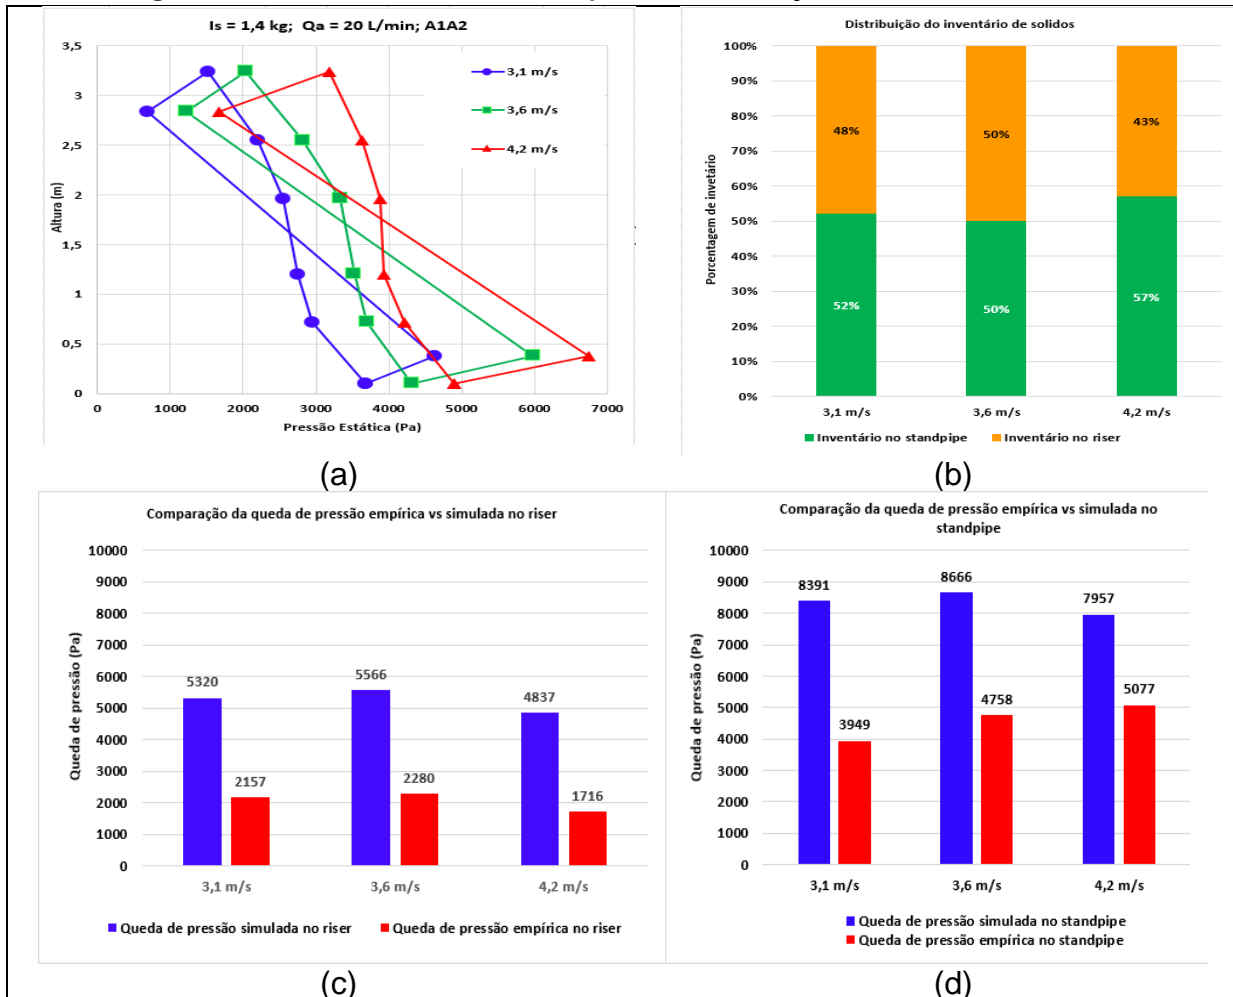 Is = 1,4 kg;  Qa = 20 L/min; A1A2
3,5
3
2,5
2
1,5
1
0,5
0
Altura (m)
0 1000 2000 3000 4000 5000 6000 7000
Pressão Estática (Pa)
3,1 m/s
3,6 m/s
4,2 m/s
(a)
Distribuição do inventário de solidos
100%
90%
80%
70%
60%
50%
40%
30%
20%
10%
0%
Porcentagem de invetário
48% 50% 43%
52% 50% 57%
3,1 m/s 3,6 m/s 4,2 m/s
Inventário no standpipe Inventário no riser
(b)
Comparação da queda de pressão empírica vs simulada no riser
10000
9000
8000
7000
6000
5000
4000
3000
2000
1000
0
Queda de pressão (Pa)
5320 2157 5566 2280 4837 1716
3,1 m/s 3,6 m/s 4,2 m/s
Queda de pressão simulada no riser Queda de pressão empírica no riser
(c)
Comparação da queda de pressão empírica vs simulada no
standpipe
10000
9000
8000
7000
6000
5000
4000
3000
2000
1000
0
Queda de pressão (Pa)
8391 3949 8666 4758 7957 5077
3,1 m/s 3,6 m/s 4,2 m/s
Queda de pressão simulada no standpipe
Queda de pressão empírica no standpipe
(d)